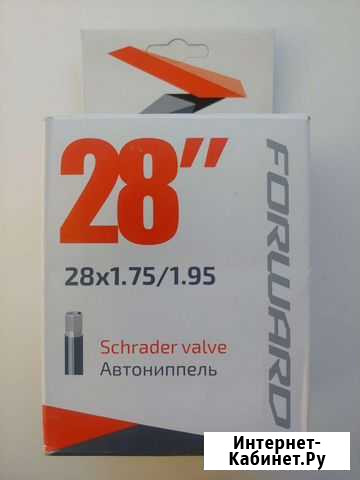 28"
28x1.75/1.95
Schrader valve
Автониппель
FORWARD
Интернет-
Кабинет.Ру